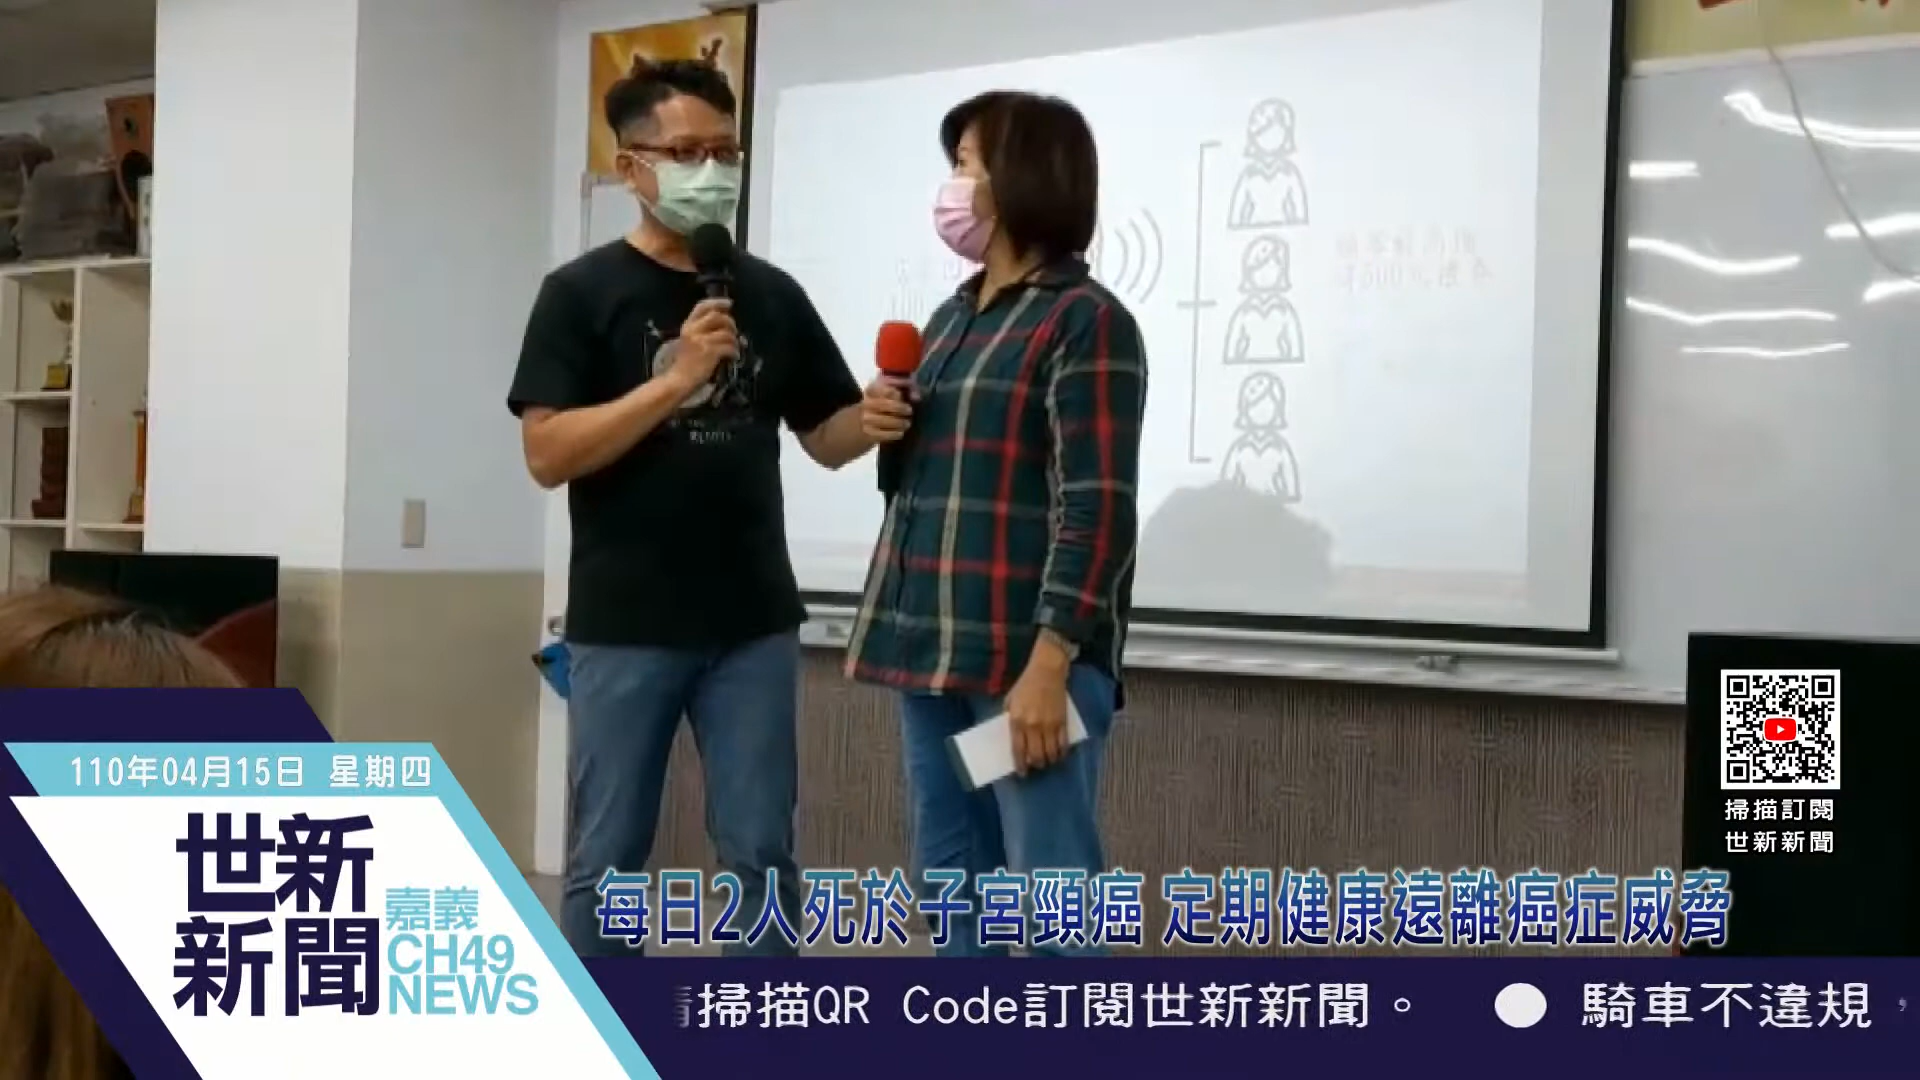 110年04月15日 星期四
世新
新聞
嘉義
CH49
NEWS
掃描訂閱
世新新聞
每日2人死於子宮頸癌 定期健康遠離癌症威脅
掃描QR Code訂閱世新新聞。 ● 騎車不違規，